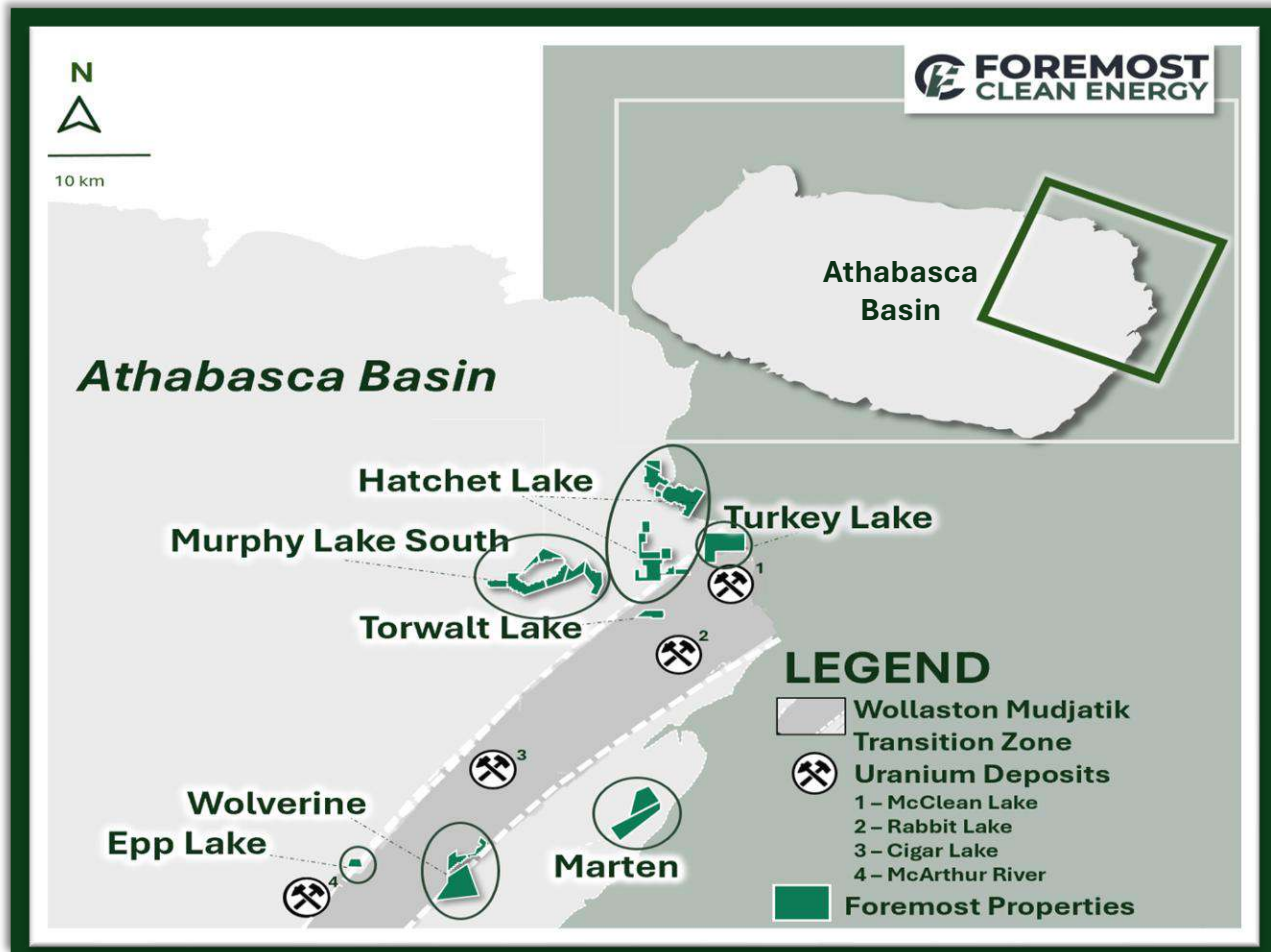 N
10 km
FOREMOST
CLEAN ENERGY
Athabasca
Basin
Athabasca Basin
Hatchet Lake
Turkey Lake
Murphy Lake South
1
Torwalt Lake
2
3
Wolverine
Epp Lake
4
Marten
LEGEND
Wollaston Mudjatik
Transition Zone
Uranium Deposits
1 – McClean Lake
2 – Rabbit Lake
3 – Cigar Lake
4 – McArthur River
Foremost Properties